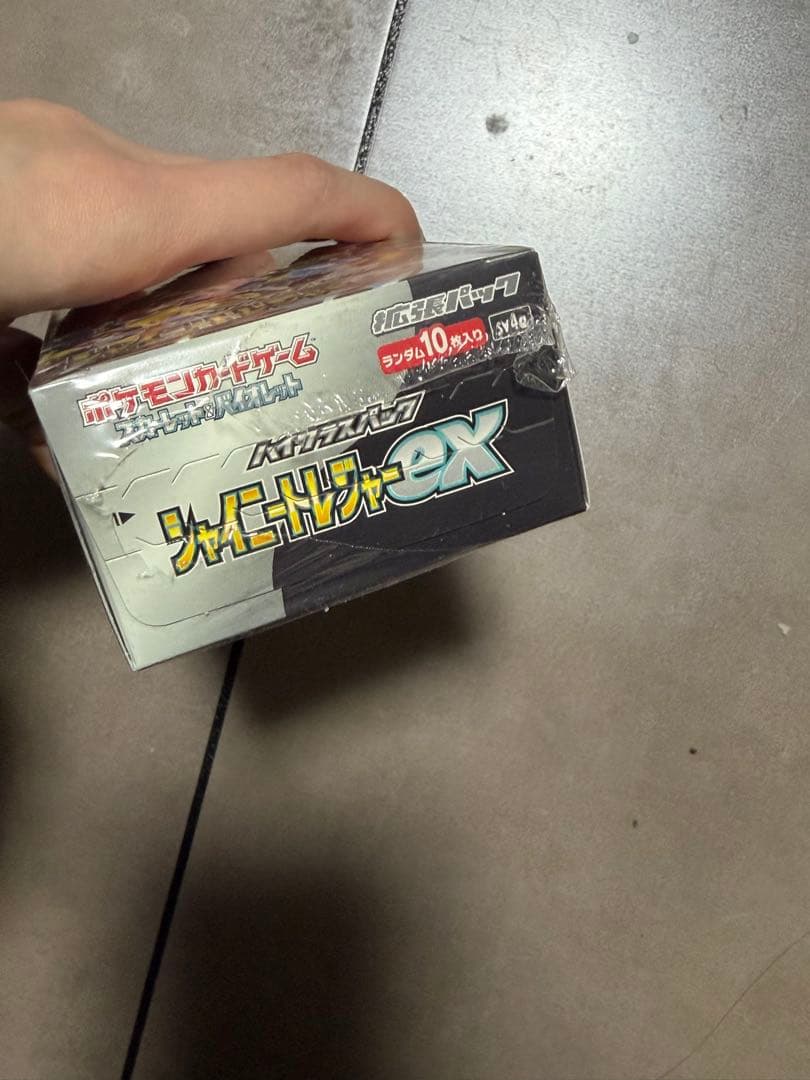 拡張パック
ランダム10枚入り
sv4a
ポケモンカードゲーム
スカーレット&バイオレット
ハイクラスパック
シャイニートレジャーex